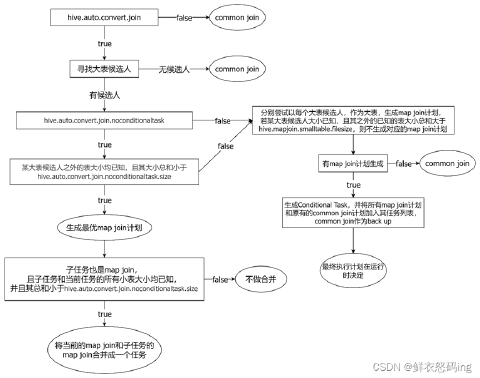 hive.auto.convert.join
false
common join
true
寻找大表候选人
无候选人
common join
有候选人
hive.auto.convert.join.noconditionaltask
false
分别尝试以每个大表候选人，作为大表，生成map join计划，
若某大表候选人大小已知，且其之外的已知的表大小总和大于
hive.mapjoin.smalltable.filesize，则不生成对应的map join计划
true
false
某大表候选人之外的表大小均已知，且其大小总和小于
hive.auto.convert.join.noconditionaltask.size
有map join计划生成
false
common join
true
true
生成最优map join计划
生成Conditional Task，并将所有map join计划
和原有的common join计划加入其任务列表，
common join作为back up
子任务也是map join，
且子任务和当前任务的所有小表大小均已知，
并且其总和小于hive.auto.convert.join.noconditionaltask.size
false
不做合并
最终执行计划在运行
时决定
true
将当前的map join和子任务的
map join合并成一个任务
CSDN @鲜衣怒码ing